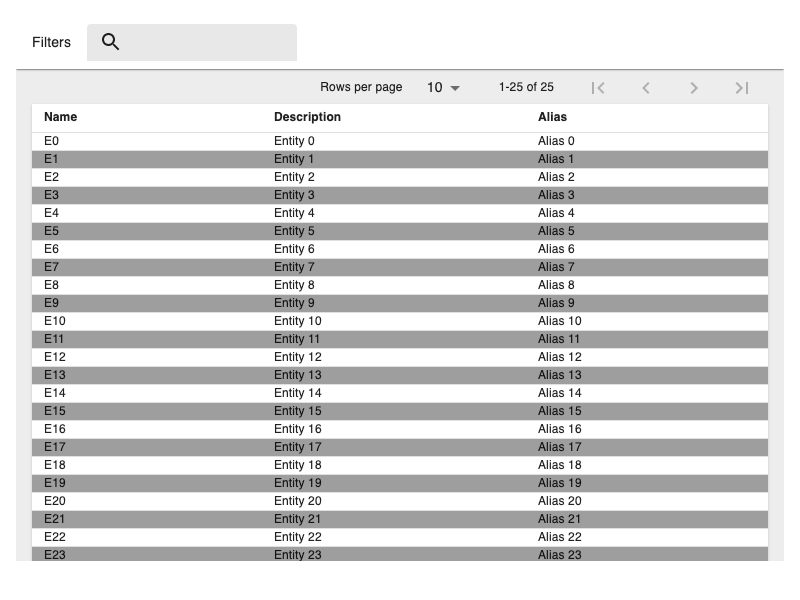 Filters
Rows per page 10 1-25 of 25
Name Description Alias
E0 Entity 0 Alias 0
E1 Entity 1 Alias 1
E2 Entity 2 Alias 2
E3 Entity 3 Alias 3
E4 Entity 4 Alias 4
E5 Entity 5 Alias 5
E6 Entity 6 Alias 6
E7 Entity 7 Alias 7
E8 Entity 8 Alias 8
E9 Entity 9 Alias 9
E10 Entity 10 Alias 10
E11 Entity 11 Alias 11
E12 Entity 12 Alias 12
E13 Entity 13 Alias 13
E14 Entity 14 Alias 14
E15 Entity 15 Alias 15
E16 Entity 16 Alias 16
E17 Entity 17 Alias 17
E18 Entity 18 Alias 18
E19 Entity 19 Alias 19
E20 Entity 20 Alias 20
E21 Entity 21 Alias 21
E22 Entity 22 Alias 22
E23 Entity 23 Alias 23